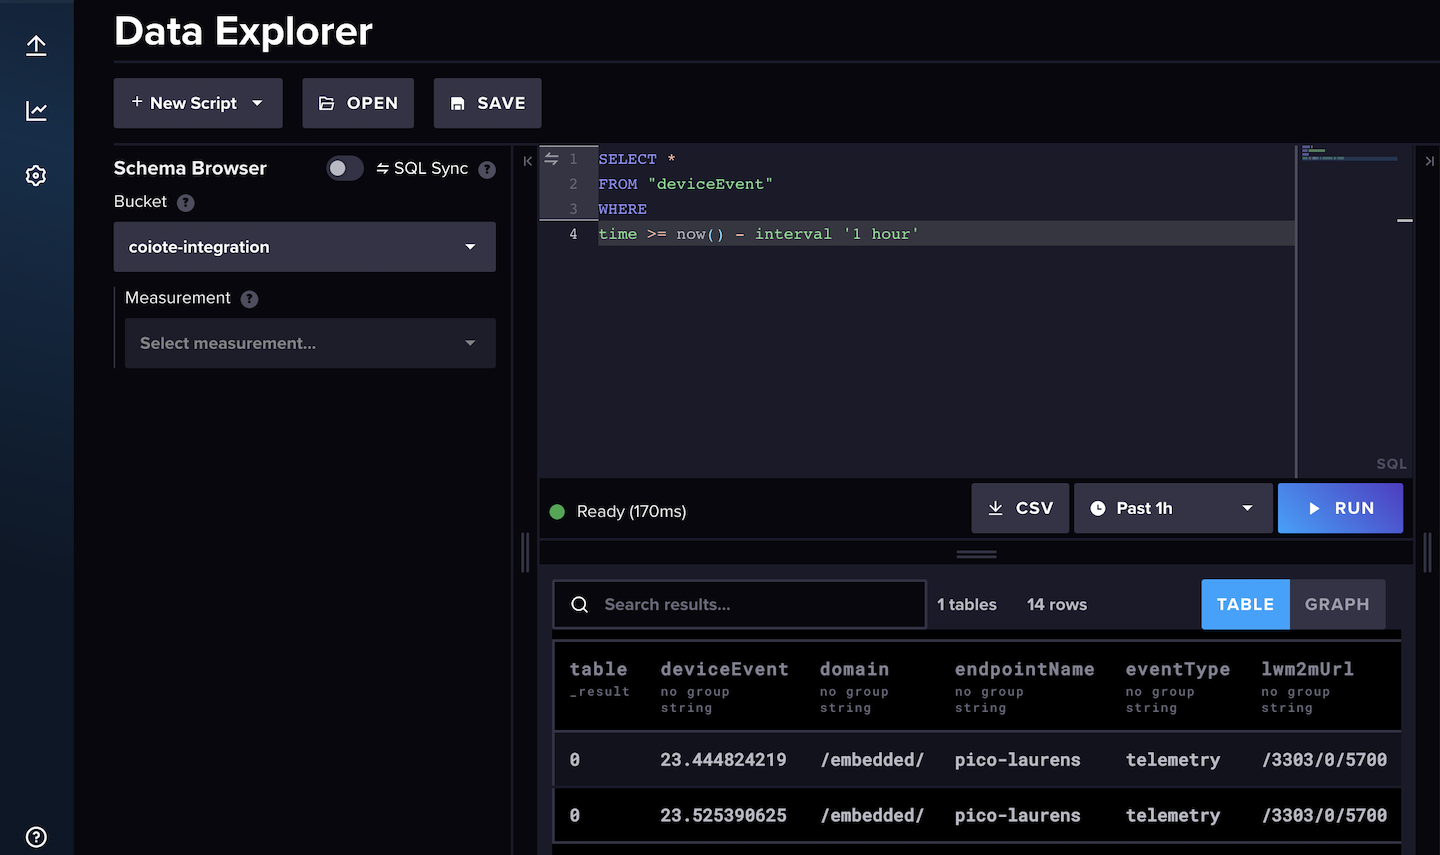 Data Explorer
+ New Script
OPEN
SAVE
Schema Browser
SQL Sync ?
Bucket ?
coiote-integration
Measurement ?
Select measurement...
1 SELECT *
2 FROM "deviceEvent"
3 WHERE
4 time >= now() - interval '1 hour'
SQL
Ready (170ms)
CSV
Past 1h
RUN
Search results...
1 tables
14 rows
TABLE
GRAPH
table deviceEvent domain endpointName eventType lwm2mUrl
_result no group no group no group no group no group
string string string string string
0 23.444824219 /embedded/ pico-laurens telemetry /3303/0/5700
0 23.525390625 /embedded/ pico-laurens telemetry /3303/0/5700
?